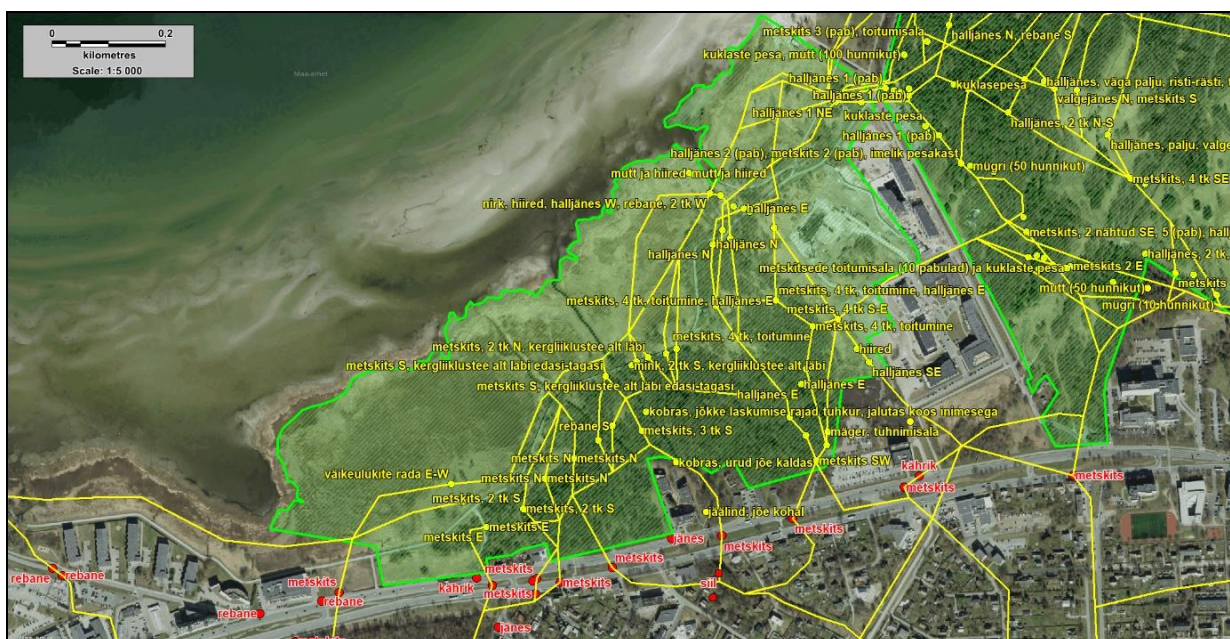 0 0,2
kilometres
Scale: 1:5 000
Maa-amet
metskits 3 (pab), toitumisala
halljänes N, rebane S
kuklaste pesa, mutt (100 hunnikut)
halljänes 1 (pab)
kuklasepesa
halljänes, väga palju, risti-rästi, t
halljänes 1 (pab)
valgejänes N, metskits S
halljänes 1 NE
kuklaste pesa
halljänes, 2 tk N-S
halljänes 1 (pab)
halljänes, palju, valge
halljänes 2 (pab), metskits 2 (pab), imelik pesakast
mügri (50 hunnikut)
mutt ja hiired
mutt ja hiired
metskits, 4 tk SE
nirk, hiired, halljänes W, rebane, 2 tk W
halljänes E
metskits, 2 nähtud SE, 5 (pab), hall
halljänes N
halljänes N
halljänes, 2 tk,
metskitsede toitumisala (10 pabulad) ja kuklaste pesa
metskits 2 E
mutt (50 hunnikut)
metskits
metskits, 4 tk, toitumine, halljänes E
metskits, 4 tk, toitumine, halljänes E
mügri (10 hunnikut)
metskits, 4 tk S-E
metskits, 4 tk, toitumine
metskits, 4 tk, toitumine
metskits, 2 tk N, kergliiklustee alt läbi
hiired
metskits S, kergliiklustee alt läbi edasi-tagasi
mink, 2 tk S, kergliiklustee alt läbi
halljänes SE
metskits S, kergliiklustee alt läbi edasi-tagasi
halljänes E
halljänes E
kobras, jõkke laskumise rajad
tuhkur, jalutas koos inimesega
rebane S
metskits, 3 tk S
mäger, tuhnimisala
metskits N
metskits N
kobras, urud jõe kaldas
metskits SW
väikeulukite rada E-W
metskits N
metskits N
kährik
metskits
metskits
metskits, 2 tk S
metskits, 2 tk S
jäälind, jõe kohal
metskits E
metskits
metskits E
jänes
metskits
metskits
rebane
rebane
metskits
metskits
kährik
metskits
metskits
siil
rebane
rebane
jänes